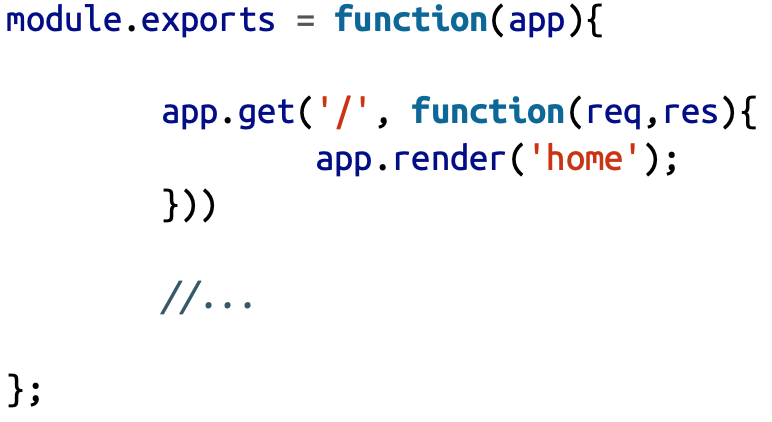 module.exports = function(app){
app.get('/', function(req,res){
app.render('home');
}))
//...
};